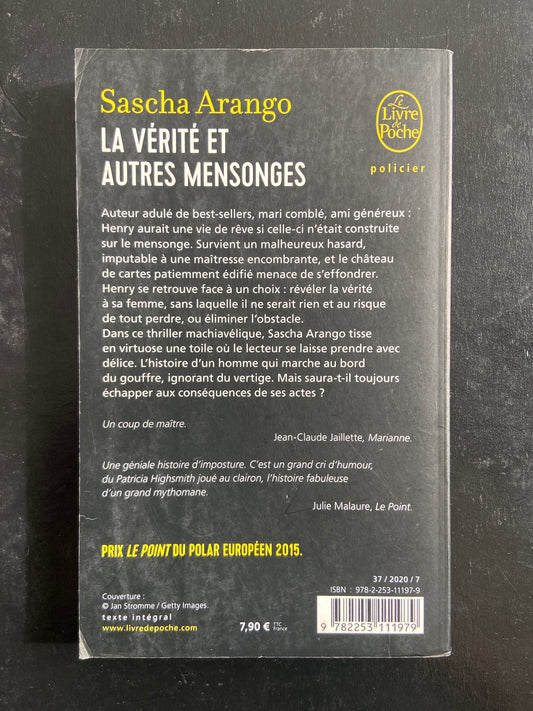 Sascha Arango
LA VÉRITÉ ET
AUTRES MENSONGES
Le
Livre
de
Poche
policier
Auteur adulé de best-sellers, mari comblé, ami généreux :
Henry aurait une vie de rêve si celle-ci n'était construite
sur le mensonge. Survient un malheureux hasard,
imputable à une maîtresse encombrante, et le château
de cartes patiemment édifié menace de s'effondrer.
Henry se retrouve face à un choix : révéler la vérité
à sa femme, sans laquelle il ne serait rien et au risque
de tout perdre, ou éliminer l'obstacle.
Dans ce thriller machiavélique, Sascha Arango tisse
en virtuose une toile où le lecteur se laisse prendre avec
délice. L'histoire d'un homme qui marche au bord
du gouffre, ignorant du vertige. Mais saura-t-il toujours
échapper aux conséquences de ses actes ?
Un coup de maître.
Jean-Claude Jaillette, Marianne.
Une géniale histoire d'imposture. C'est un grand cri d'humour,
du Patricia Highsmith joué au clairon, l'histoire fabuleuse
d'un grand mythomane.
Julie Malaure, Le Point.
PRIX LE POINT DU POLAR EUROPÉEN 2015.
37 / 2020 / 7
ISBN : 978-2-253-11197-9
Couverture :
© Jan Stromme / Getty Images.
texte intégral
www.livredepoche.com
7,90 € TTC
France
9 782253 111979